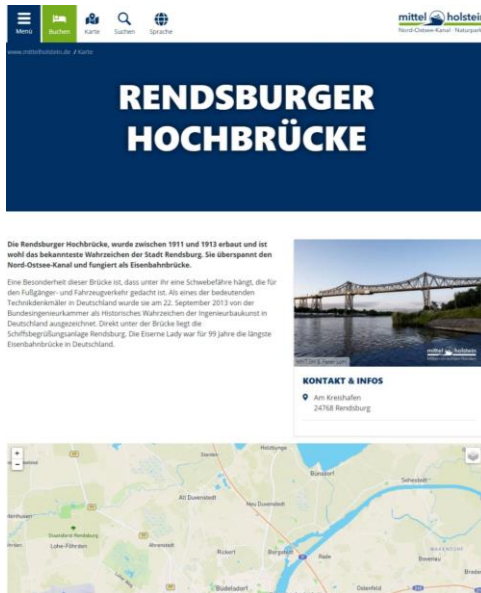 Menü
Buchen
Karte
Suchen
Sprache
mittel holstein
Nord-Ostsee-Kanal · Naturpark
www.mittelholstein.de / Karte
RENDSBURGER
HOCHBRÜCKE
Die Rendsburger Hochbrücke, wurde zwischen 1911 und 1913 erbaut und ist
wohl das bekannteste Wahrzeichen der Stadt Rendsburg. Sie überspannt den
Nord-Ostsee-Kanal und fungiert als Eisenbahnbrücke.
Eine Besonderheit dieser Brücke ist, dass unter ihr eine Schwebefähre hängt, die für
den Fußgänger- und Fahrzeugverkehr gedacht ist. Als eines der bedeutenden
Technikdenkmäler in Deutschland wurde sie am 22. September 2013 von der
Bundesingenieurkammer als Historisches Wahrzeichen der Ingenieurbaukunst in
Deutschland ausgezeichnet. Direkt unter der Brücke liegt die
Schiffsbegrüßungsanlage Rendsburg. Die Eiserne Lady war für 99 Jahre die längste
Eisenbahnbrücke in Deutschland.
mittel holstein
KONTAKT & INFOS
Am Kreishafen
24768 Rendsburg
+
-
Holzbunge
Bünsdorf
Sehestedt
Alt Duvenstedt
Neu Duvenstedt
Lohe-Föhrden
Ahrenstedt
Rickert
Borgstedt
Rade
Bovenau
Büdelsdorf
Ostenfeld